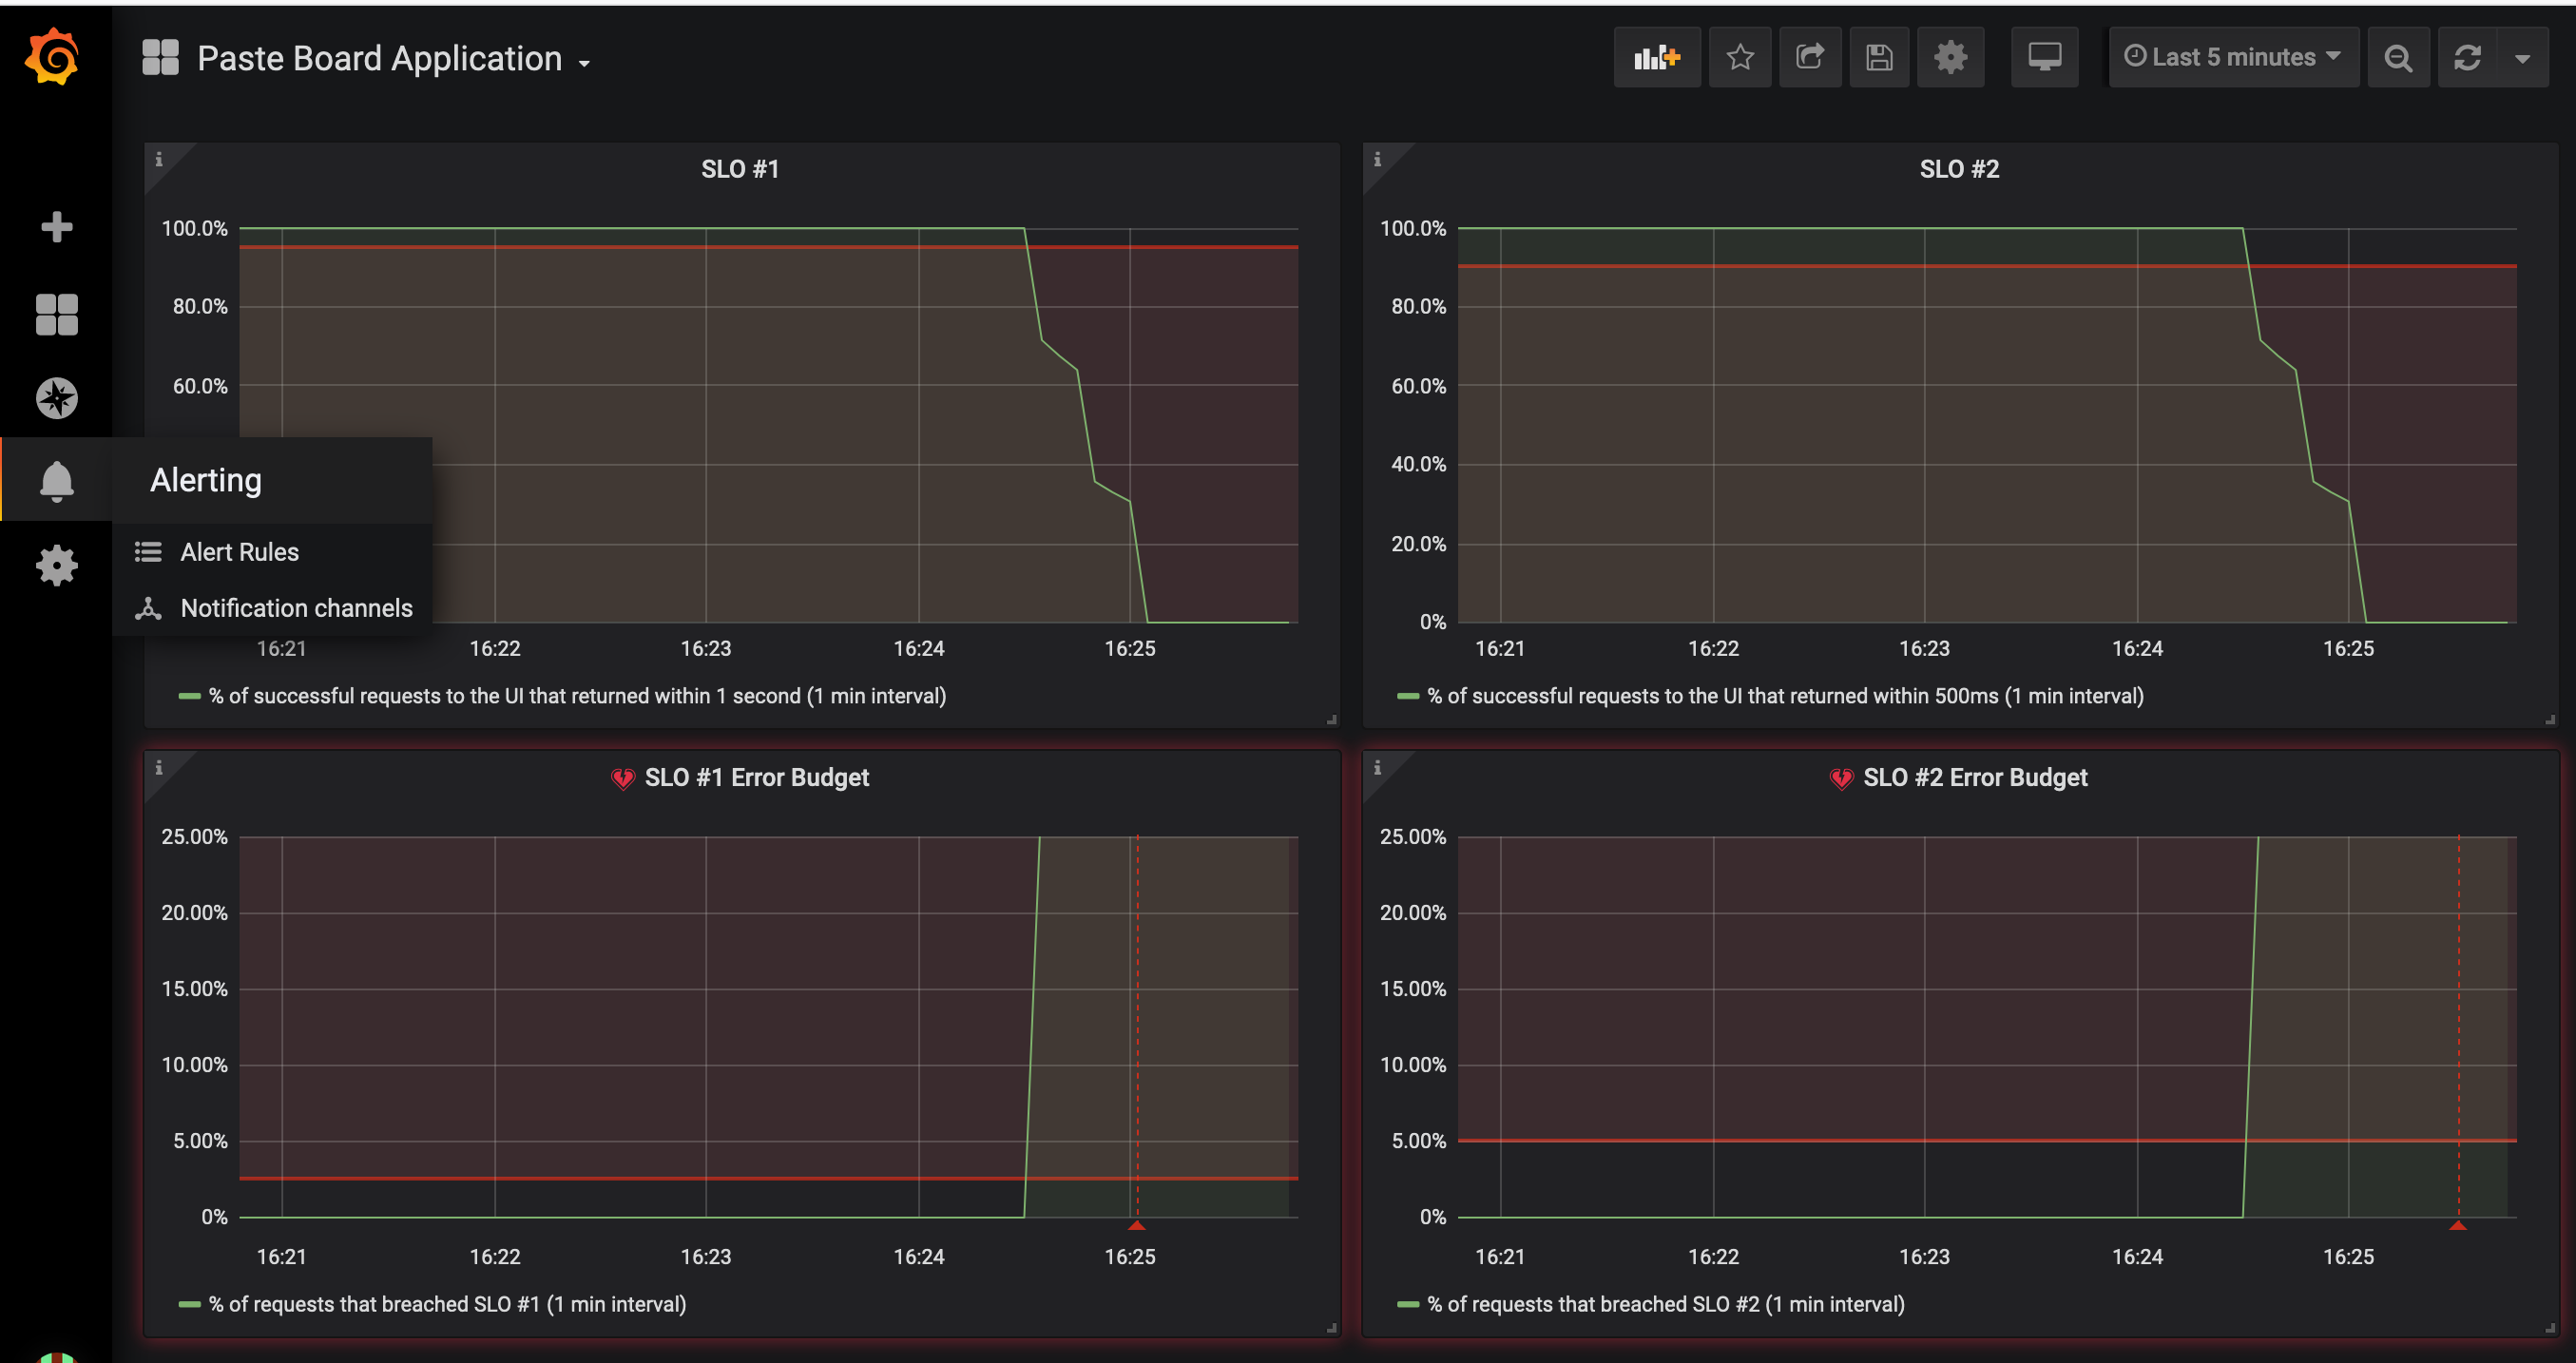 Paste Board Application
Last 5 minutes
SLO #1
100.0%
80.0%
60.0%
16:21 16:22 16:23 16:24 16:25
% of successful requests to the UI that returned within 1 second (1 min interval)
SLO #2
100.0%
80.0%
60.0%
40.0%
20.0%
0%
16:21 16:22 16:23 16:24 16:25
% of successful requests to the UI that returned within 500ms (1 min interval)
Alerting
Alert Rules
Notification channels
SLO #1 Error Budget
25.00%
20.00%
15.00%
10.00%
5.00%
0%
16:21 16:22 16:23 16:24 16:25
% of requests that breached SLO #1 (1 min interval)
SLO #2 Error Budget
25.00%
20.00%
15.00%
10.00%
5.00%
0%
16:21 16:22 16:23 16:24 16:25
% of requests that breached SLO #2 (1 min interval)